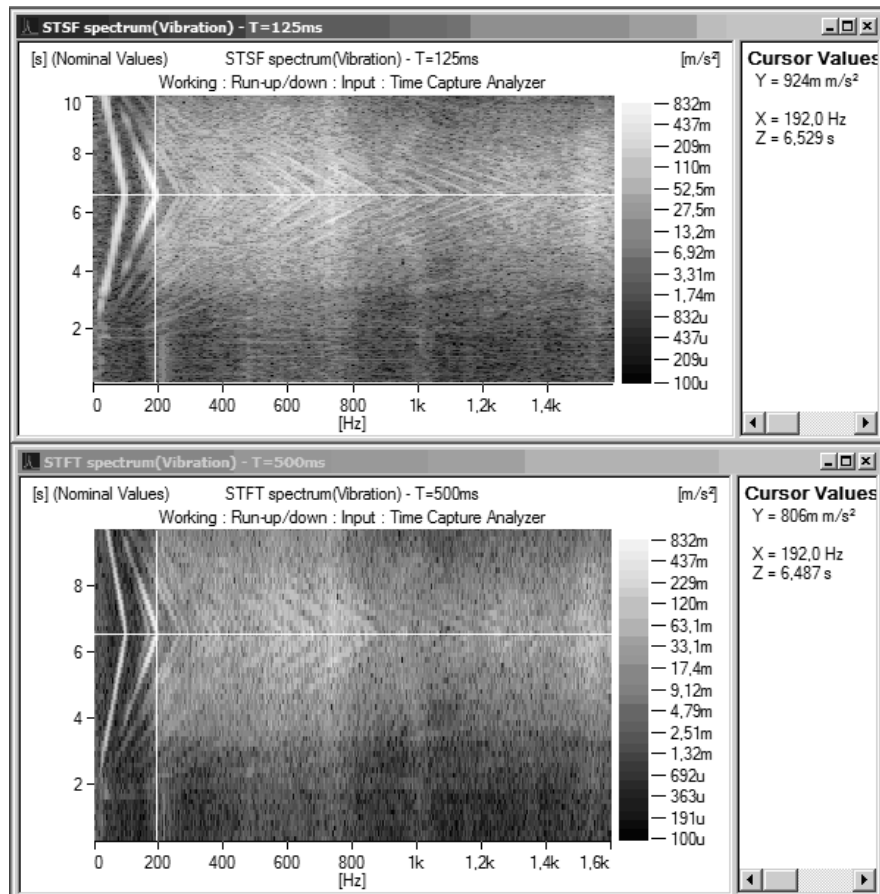 STSF spectrum(Vibration) - T=125ms
[s] (Nominal Values) STSF spectrum(Vibration) - T=125ms [m/s²]
Working : Run-up/down : Input : Time Capture Analyzer
10
8
6
4
2
0 200 400 600 800 1k 1,2k 1,4k
[Hz]
832m
437m
209m
110m
52,5m
27,5m
13,2m
6,92m
3,31m
1,74m
832u
437u
209u
100u
Cursor Values
Y = 924m m/s²
X = 192,0 Hz
Z = 6,529 s
STFT spectrum(Vibration) - T=500ms
[s] (Nominal Values) STFT spectrum(Vibration) - T=500ms [m/s²]
Working : Run-up/down : Input : Time Capture Analyzer
8
6
4
2
0 200 400 600 800 1k 1,2k 1,4k 1,6k
[Hz]
832m
437m
229m
120m
63,1m
33,1m
17,4m
9,12m
4,79m
2,51m
1,32m
692u
363u
191u
100u
Cursor Values
Y = 806m m/s²
X = 192,0 Hz
Z = 6,487 s